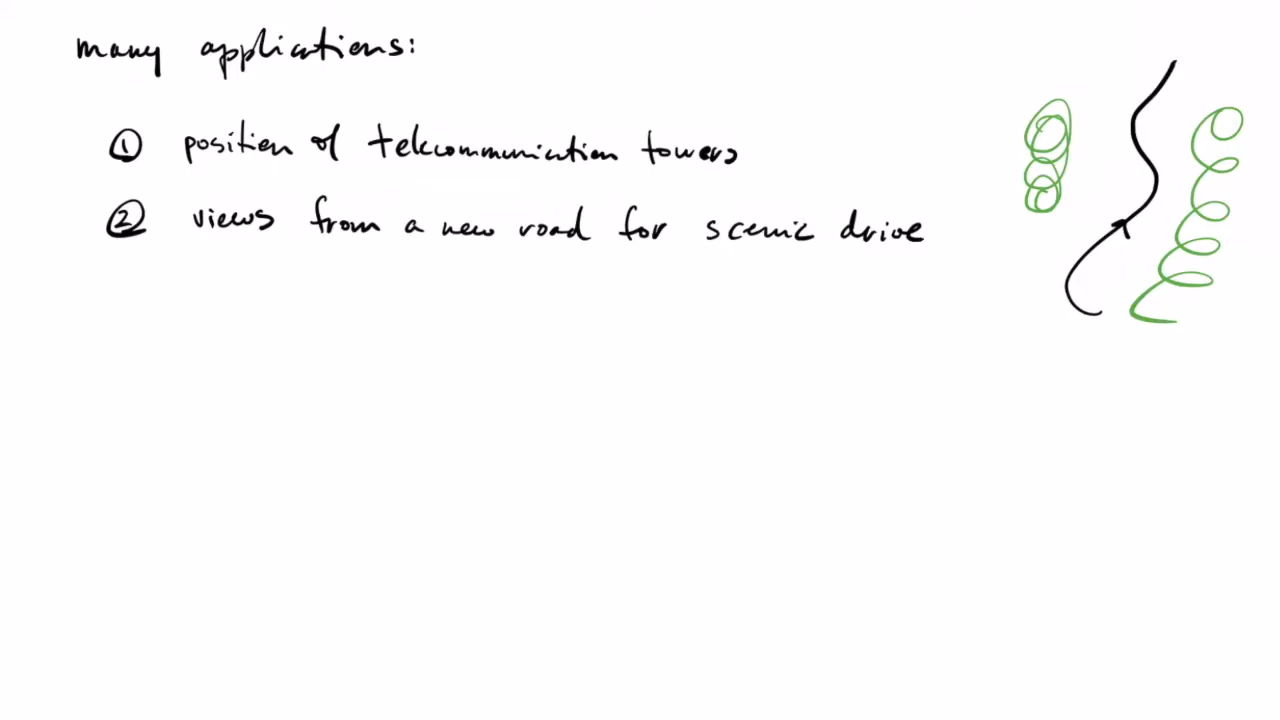 many applications:
① position of telecommunication towers
② views from a new road for scenic drive